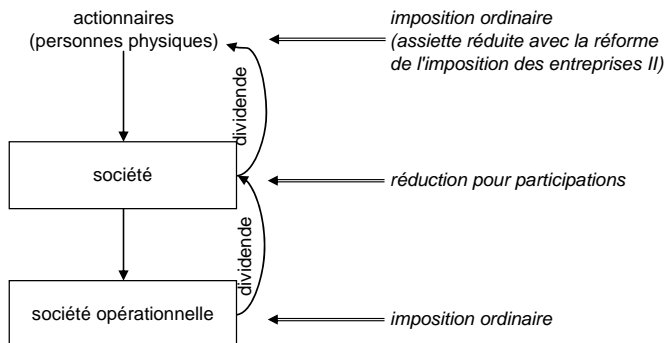 actionnaires
(personnes physiques)
imposition ordinaire
(assiette réduite avec la réforme
de l'imposition des entreprises II)
dividende
société
réduction pour participations
dividende
société opérationnelle
imposition ordinaire